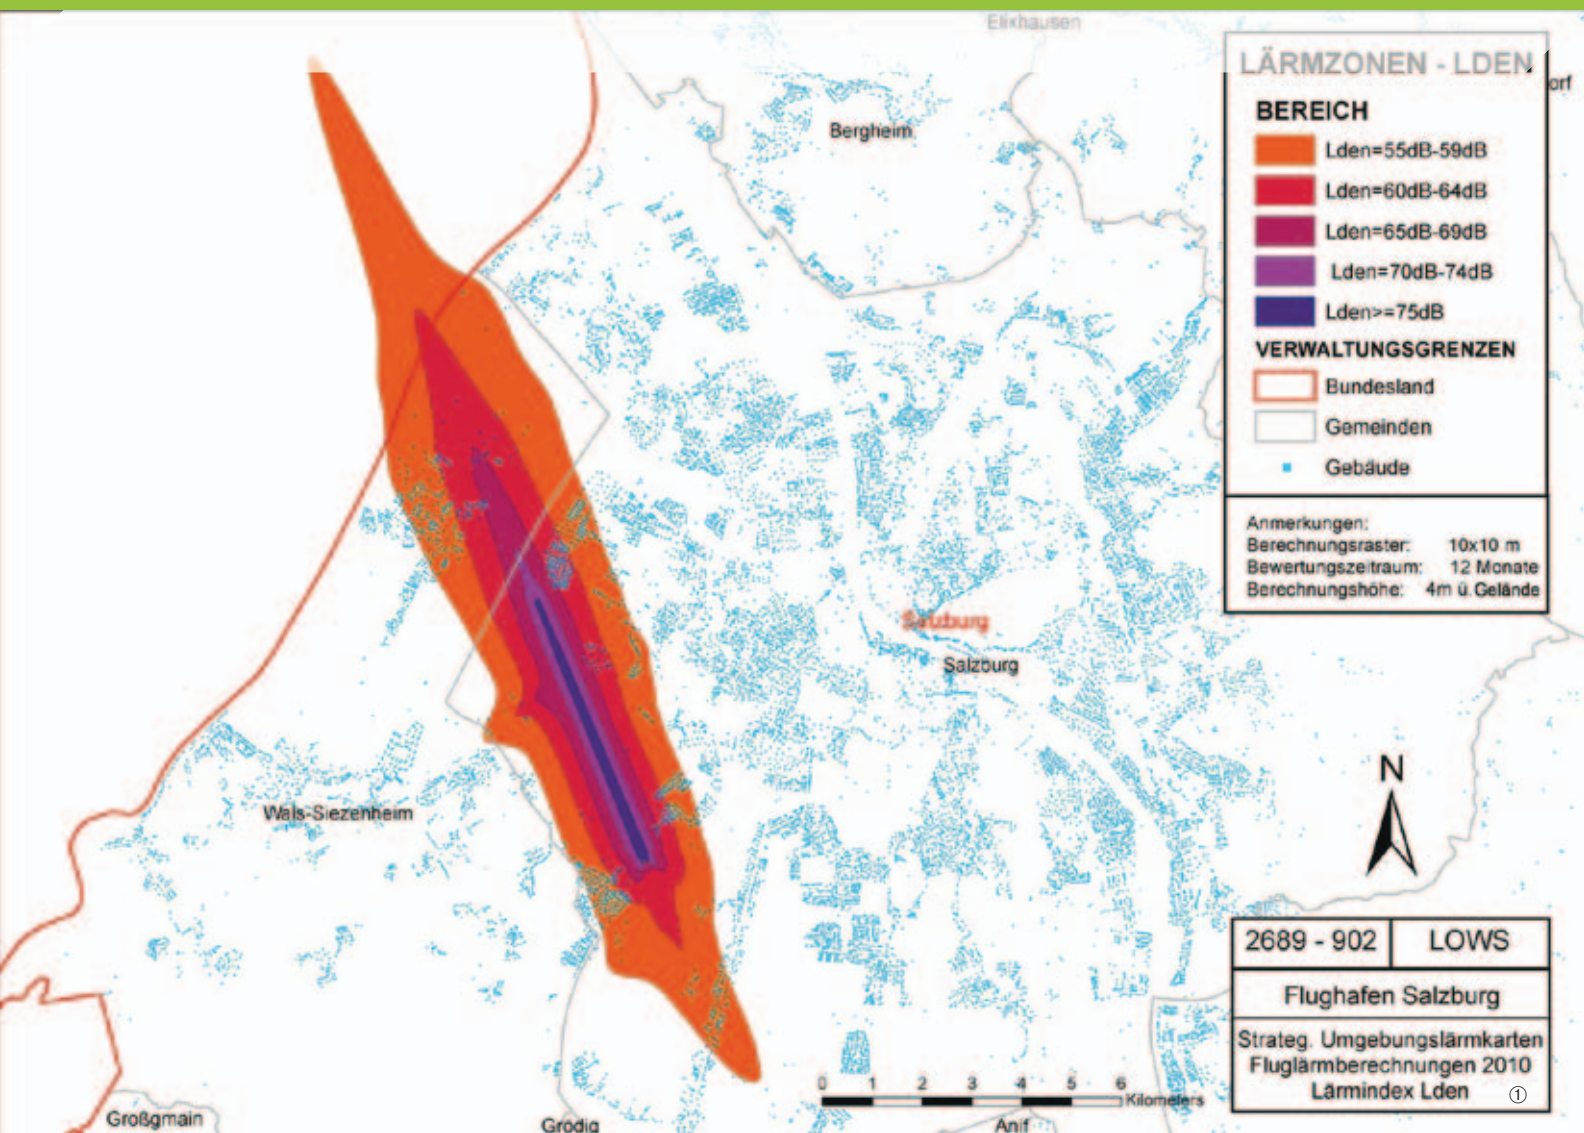 Elixhausen
LÄRMZONEN - LDEN
orf
BEREICH
Bergheim
Lden=55dB-59dB
Lden=60dB-64dB
Lden=65dB-69dB
Lden=70dB-74dB
Lden>=75dB
VERWALTUNGSGRENZEN
Bundesland
Gemeinden
Gebäude
Anmerkungen:
Berechnungsraster: 10x10 m
Bewertungszeitraum: 12 Monate
Berechnungshöhe: 4m ü.Gelände
Salzburg
Salzburg
N
Wals-Siezenheim
2689 - 902 LOWS
Flughafen Salzburg
Strateg. Umgebungslärmkarten
Fluglärmberechnungen 2010
Lärmindex Lden ①
0 1 2 3 4 5 6
Kilometers
Großgmain
Grödig
Anif